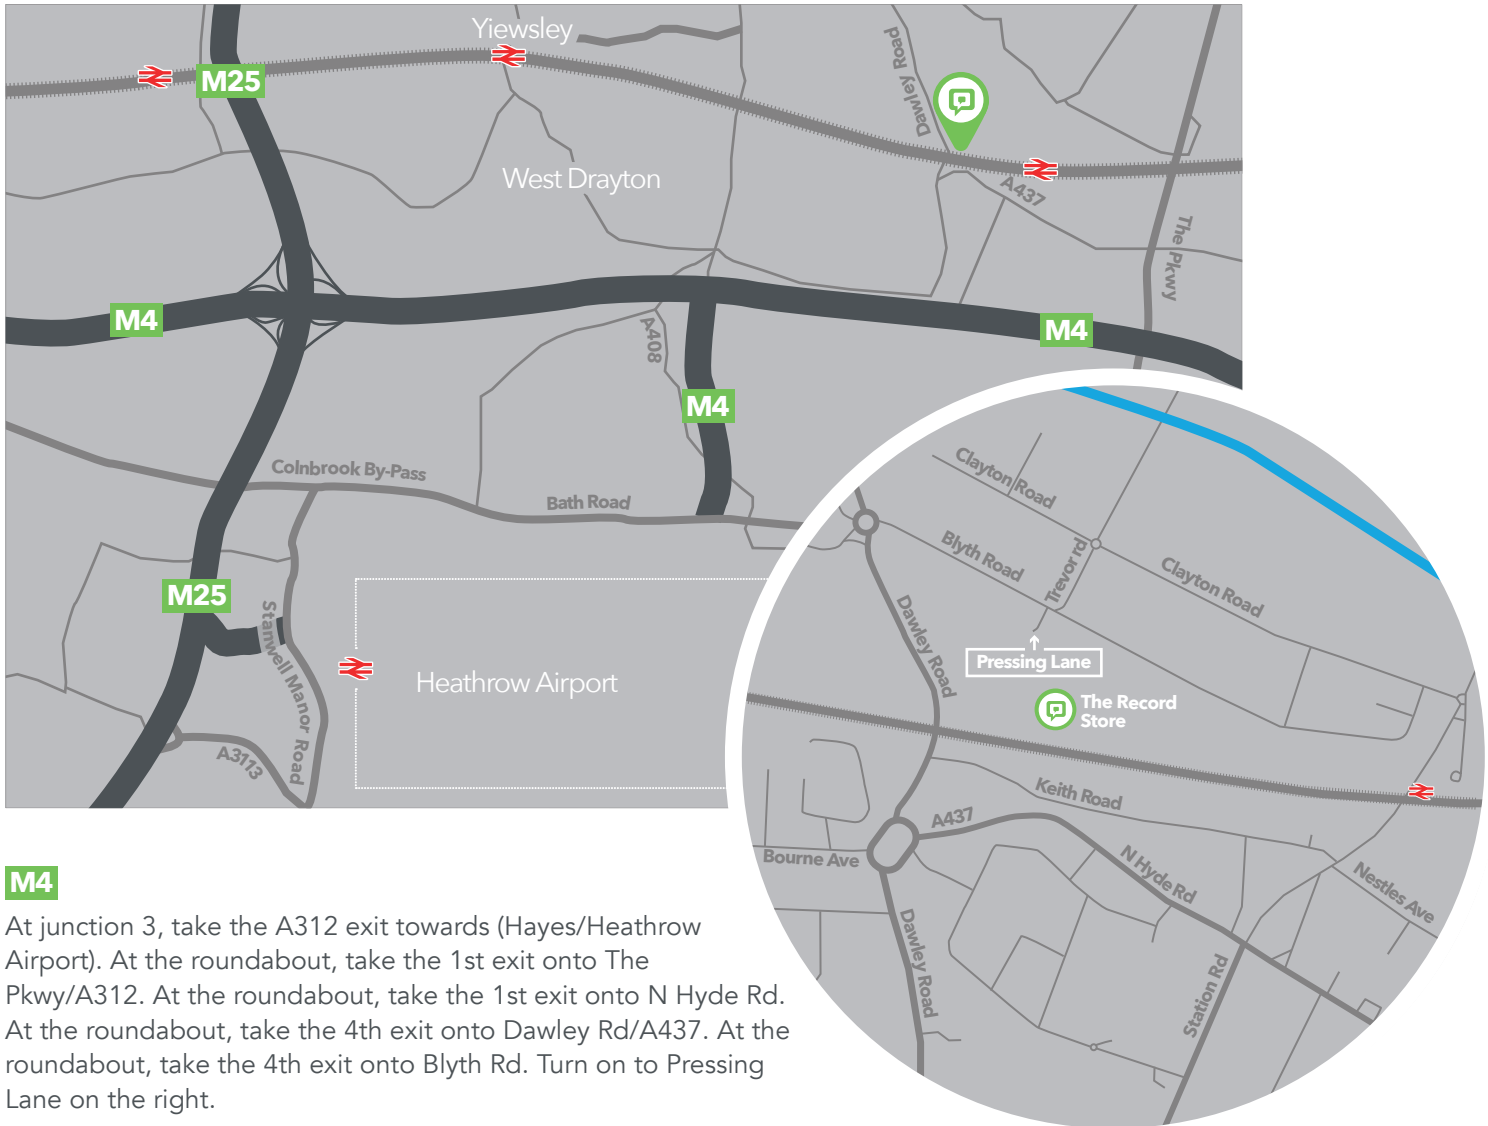 Yiewsley
Dawley Road
M25
West Drayton
A437
The Pkwy
M4
M4
A408
M4
Colnbrook By-Pass
Bath Road
M25
Stanwell Manor Road
Heathrow Airport
A3113
Clayton Road
Blyth Road
Trevor rd
Clayton Road
Dawley Road
Pressing Lane
The Record
Store
Keith Road
A437
Bourne Ave
N Hyde Rd
Nestles Ave
Dawley Road
Station Rd
M4
At junction 3, take the A312 exit towards (Hayes/Heathrow
Airport). At the roundabout, take the 1st exit onto The
Pkwy/A312. At the roundabout, take the 1st exit onto N Hyde Rd.
At the roundabout, take the 4th exit onto Dawley Rd/A437. At the
roundabout, take the 4th exit onto Blyth Rd. Turn on to Pressing
Lane on the right.